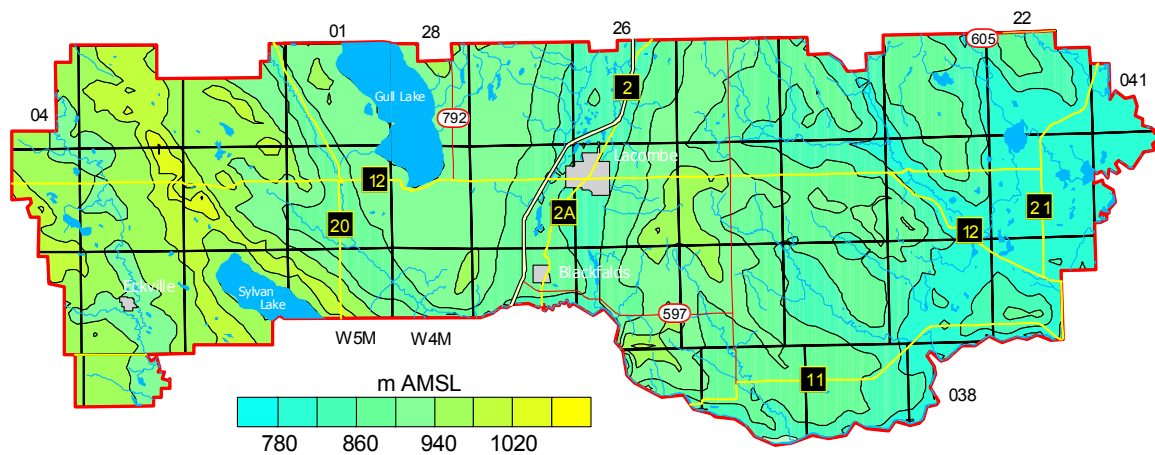 01 28 26 22
605
041
2
Gull Lake
792
04
Lacombe
12
2A
20
21
11
12
Eckville
Sylvan
Lake
Blackfalds
597
W5M W4M
m AMSL
038
780 860 940 1020